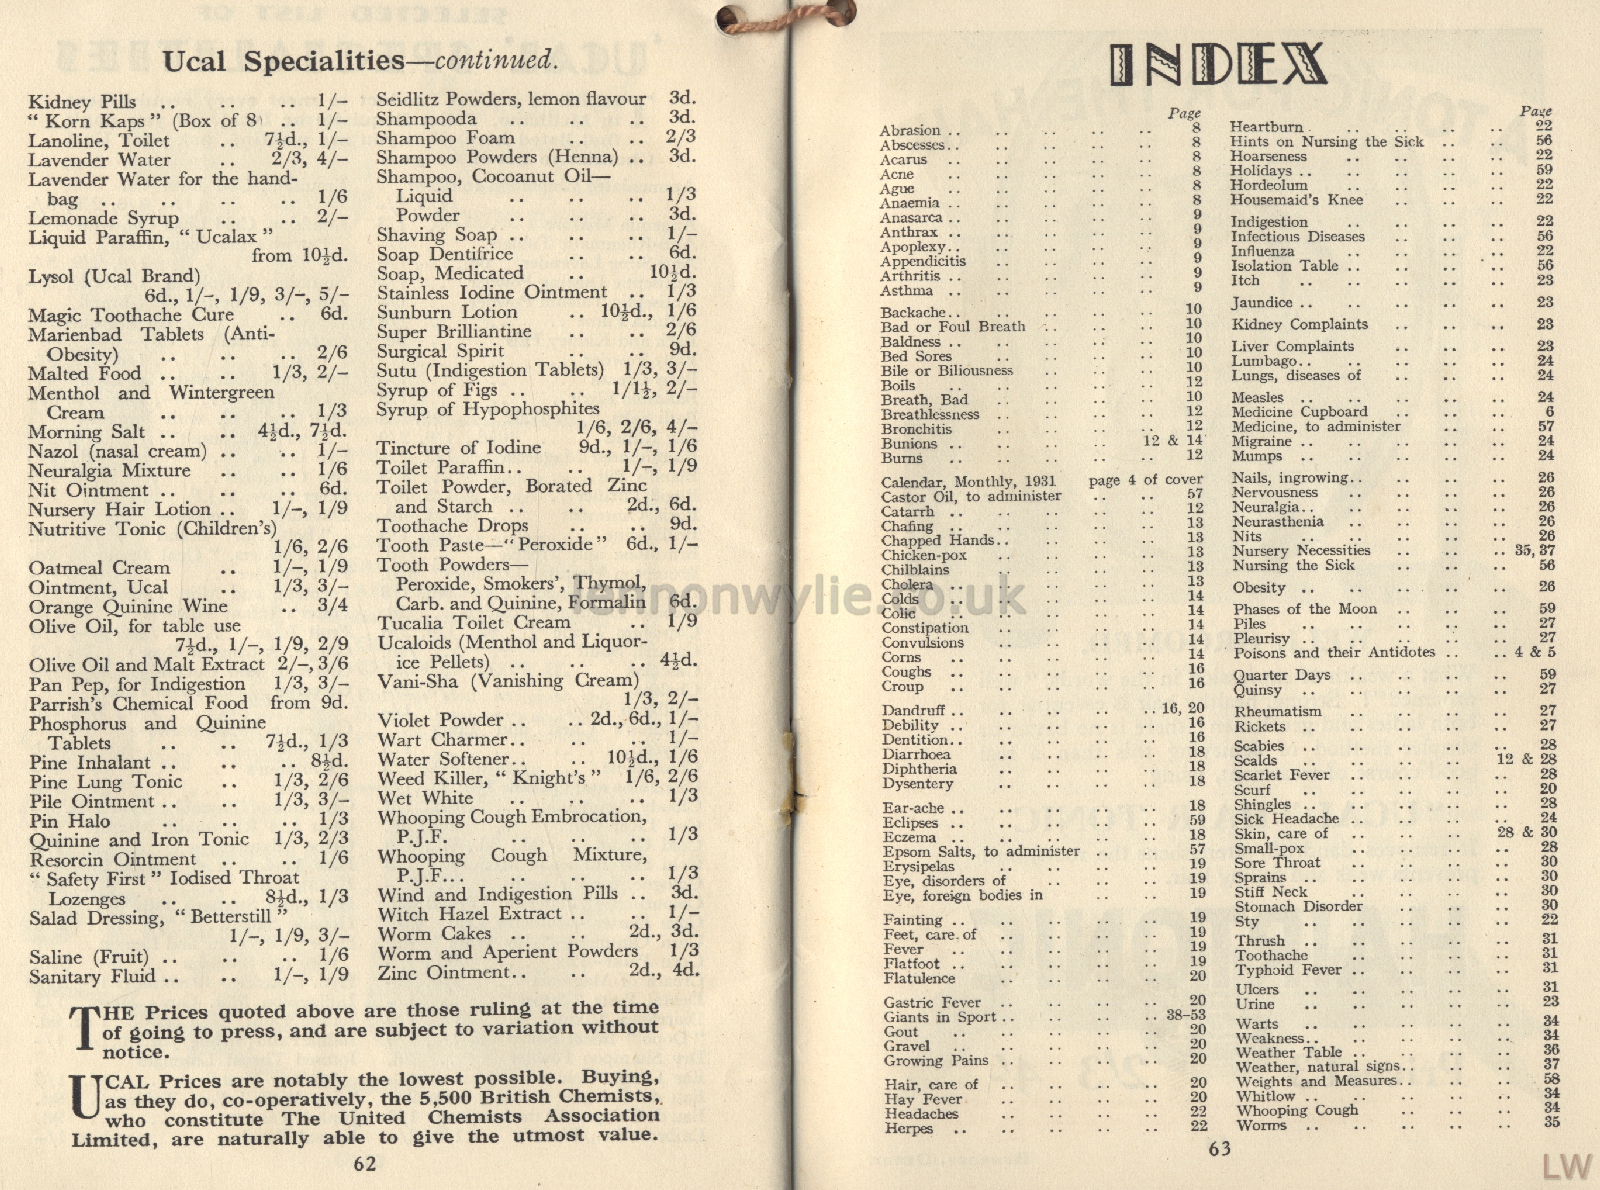 Ucal Specialities—continued.
Kidney Pills .. .. .. 1/–
“ Korn Kaps ” (Box of 8) .. 1/–
Lanoline, Toilet .. 7½d., 1/–
Lavender Water .. 2/3, 4/–
Lavender Water for the hand-
bag .. .. .. .. 1/6
Lemonade Syrup .. .. 2/–
Liquid Paraffin, “ Ucalax ”
from 10½d.
Lysol (Ucal Brand)
6d., 1/–, 1/9, 3/–, 5/–
Magic Toothache Cure .. 6d.
Marienbad Tablets (Anti-
Obesity) .. .. .. 2/6
Malted Food .. .. 1/3, 2/–
Menthol and Wintergreen
Cream .. .. .. 1/3
Morning Salt .. .. 4½d., 7½d.
Nazol (nasal cream) .. .. 1/–
Neuralgia Mixture .. .. 1/6
Nit Ointment .. .. .. 6d.
Nursery Hair Lotion .. 1/–, 1/9
Nutritive Tonic (Children’s)
1/6, 2/6
Oatmeal Cream .. 1/–, 1/9
Ointment, Ucal .. 1/3, 3/–
Orange Quinine Wine .. 3/4
Olive Oil, for table use
7½d., 1/–, 1/9, 2/9
Olive Oil and Malt Extract 2/–, 3/6
Pan Pep, for Indigestion 1/3, 3/–
Parrish’s Chemical Food from 9d.
Phosphorus and Quinine
Tablets .. .. 7½d., 1/3
Pine Inhalant .. .. .. 8½d.
Pine Lung Tonic .. 1/3, 2/6
Pile Ointment .. .. 1/3, 3/–
Pin Halo .. .. .. 1/3
Quinine and Iron Tonic 1/3, 2/3
Resorcin Ointment .. .. 1/6
“ Safety First ” Iodised Throat
Lozenges .. .. 8½d., 1/3
Salad Dressing, “ Betterstill ”
1/–, 1/9, 3/–
Saline (Fruit) .. .. .. 1/6
Sanitary Fluid .. .. 1/–, 1/9
Seidlitz Powders, lemon flavour 3d.
Shampooda .. .. .. 3d.
Shampoo Foam .. .. 2/3
Shampoo Powders (Henna) .. 3d.
Shampoo, Cocoanut Oil—
Liquid .. .. .. 1/3
Powder .. .. .. 3d.
Shaving Soap .. .. .. 1/–
Soap Dentifrice .. .. 6d.
Soap, Medicated .. 10½d.
Stainless Iodine Ointment .. 1/3
Sunburn Lotion .. 10½d., 1/6
Super Brilliantine .. .. 2/6
Surgical Spirit .. .. 9d.
Sutu (Indigestion Tablets) 1/3, 3/–
Syrup of Figs .. .. 1/1½, 2/–
Syrup of Hypophosphites
1/6, 2/6, 4/–
Tincture of Iodine 9d., 1/–, 1/6
Toilet Paraffin.. .. 1/–, 1/9
Toilet Powder, Borated Zinc
and Starch .. .. 2d., 6d.
Toothache Drops .. .. 9d.
Tooth Paste—“Peroxide” 6d., 1/–
Tooth Powders—
Peroxide, Smokers’, Thymol,
Carb. and Quinine, Formalin 6d.
Tucalia Toilet Cream .. 1/9
Ucaloids (Menthol and Liquor-
ice Pellets) .. .. .. 4½d.
Vani-Sha (Vanishing Cream)
1/3, 2/–
Violet Powder .. .. 2d., 6d., 1/–
Wart Charmer.. .. .. 1/–
Water Softener.. .. 10½d., 1/6
Weed Killer, “ Knight’s ” 1/6, 2/6
Wet White .. .. .. 1/3
Whooping Cough Embrocation,
P.J.F. .. .. .. 1/3
Whooping Cough Mixture,
P.J.F... .. .. .. 1/3
Wind and Indigestion Pills .. 3d.
Witch Hazel Extract .. .. 1/–
Worm Cakes .. .. 2d., 3d.
Worm and Aperient Powders 1/3
Zinc Ointment.. .. 2d., 4d.
THE Prices quoted above are those ruling at the time
of going to press, and are subject to variation without
notice.
UCAL Prices are notably the lowest possible. Buying,
as they do, co-operatively, the 5,500 British Chemists,
who constitute The United Chemists Association
Limited, are naturally able to give the utmost value.
62
INDEX
Page
Abrasion .. .. .. .. .. 8
Abscesses.. .. .. .. .. 8
Acarus .. .. .. .. .. 8
Acne .. .. .. .. .. 8
Ague .. .. .. .. .. 8
Anaemia .. .. .. .. .. 8
Anasarca .. .. .. .. .. 9
Anthrax .. .. .. .. .. 9
Apoplexy.. .. .. .. .. 9
Appendicitis .. .. .. .. 9
Arthritis .. .. .. .. .. 9
Asthma .. .. .. .. .. 9
Backache.. .. .. .. .. 10
Bad or Foul Breath .. .. .. .. 10
Baldness .. .. .. .. .. 10
Bed Sores .. .. .. .. 10
Bile or Biliousness .. .. .. .. 10
Boils .. .. .. .. .. 12
Breath, Bad .. .. .. .. 10
Breathlessness .. .. .. .. 12
Bronchitis .. .. .. .. 12
Bunions .. .. .. .. 12 & 14
Burns .. .. .. .. .. 12
Calendar, Monthly, 1931 page 4 of cover
Castor Oil, to administer .. .. 57
Catarrh .. .. .. .. .. 12
Chafing .. .. .. .. .. 13
Chapped Hands.. .. .. .. 13
Chicken-pox .. .. .. .. 13
Chilblains .. .. .. .. 13
Cholera .. .. .. .. .. 13
Colds .. .. .. .. .. 14
Colic .. .. .. .. .. 14
Constipation .. .. .. .. 14
Convulsions .. .. .. .. 14
Corns .. .. .. .. .. 14
Coughs .. .. .. .. .. 16
Croup .. .. .. .. .. 16
Dandruff .. .. .. .. .. 16, 20
Debility .. .. .. .. .. 16
Dentition.. .. .. .. .. 16
Diarrhoea .. .. .. .. 18
Diphtheria .. .. .. .. 18
Dysentery .. .. .. .. 18
Ear-ache .. .. .. .. .. 18
Eclipses .. .. .. .. .. 59
Eczema .. .. .. .. .. 18
Epsom Salts, to administer .. .. .. 57
Erysipelas .. .. .. .. 19
Eye, disorders of .. .. .. .. 19
Eye, foreign bodies in .. .. .. 19
Fainting .. .. .. .. .. 19
Feet, care of .. .. .. .. 19
Fever .. .. .. .. .. 19
Flatfoot .. .. .. .. .. 19
Flatulence .. .. .. .. 20
Gastric Fever .. .. .. .. 20
Giants in Sport .. .. .. .. 38–53
Gout .. .. .. .. .. 20
Gravel .. .. .. .. .. 20
Growing Pains .. .. .. .. 20
Hair, care of .. .. .. .. 20
Hay Fever .. .. .. .. 20
Headaches .. .. .. .. 22
Herpes .. .. .. .. .. 22
Page
Heartburn .. .. .. .. 22
Hints on Nursing the Sick .. .. 56
Hoarseness .. .. .. .. 22
Holidays .. .. .. .. .. 59
Hordeolum .. .. .. .. 22
Housemaid’s Knee .. .. .. 22
Indigestion .. .. .. .. 22
Infectious Diseases .. .. .. 56
Influenza .. .. .. .. 22
Isolation Table .. .. .. .. 56
Itch .. .. .. .. .. 23
Jaundice .. .. .. .. .. 23
Kidney Complaints .. .. .. 23
Liver Complaints .. .. .. 23
Lumbago.. .. .. .. .. 24
Lungs, diseases of .. .. .. 24
Measles .. .. .. .. .. 24
Medicine Cupboard .. .. .. 6
Medicine, to administer .. .. 57
Migraine .. .. .. .. .. 24
Mumps .. .. .. .. .. 24
Nails, ingrowing.. .. .. .. 26
Nervousness .. .. .. .. 26
Neuralgia.. .. .. .. .. 26
Neurasthenia .. .. .. .. 26
Nits .. .. .. .. .. 26
Nursery Necessities .. .. .. 35, 37
Nursing the Sick .. .. .. 56
Obesity .. .. .. .. .. 26
Phases of the Moon .. .. .. 59
Piles .. .. .. .. .. 27
Pleurisy .. .. .. .. .. 27
Poisons and their Antidotes .. .. 4 & 5
Quarter Days .. .. .. .. 59
Quinsy .. .. .. .. .. 27
Rheumatism .. .. .. .. 27
Rickets .. .. .. .. .. 27
Scabies .. .. .. .. .. 28
Scalds .. .. .. .. 12 & 28
Scarlet Fever .. .. .. .. 28
Scurf .. .. .. .. .. 20
Shingles .. .. .. .. .. 28
Sick Headache .. .. .. .. 24
Skin, care of .. .. .. 28 & 30
Small-pox .. .. .. .. 28
Sore Throat .. .. .. .. 30
Sprains .. .. .. .. .. 30
Stiff Neck .. .. .. .. 30
Stomach Disorder .. .. .. 30
Sty .. .. .. .. .. 22
Thrush .. .. .. .. .. 31
Toothache .. .. .. .. 31
Typhoid Fever .. .. .. .. 31
Ulcers .. .. .. .. .. 31
Urine .. .. .. .. .. 23
Warts .. .. .. .. .. 34
Weakness.. .. .. .. .. 34
Weather Table .. .. .. .. 36
Weather, natural signs.. .. .. 37
Weights and Measures.. .. .. 58
Whitlow .. .. .. .. .. 34
Whooping Cough .. .. .. 34
Worms .. .. .. .. .. 35
63
lennonwylie.co.uk
LW